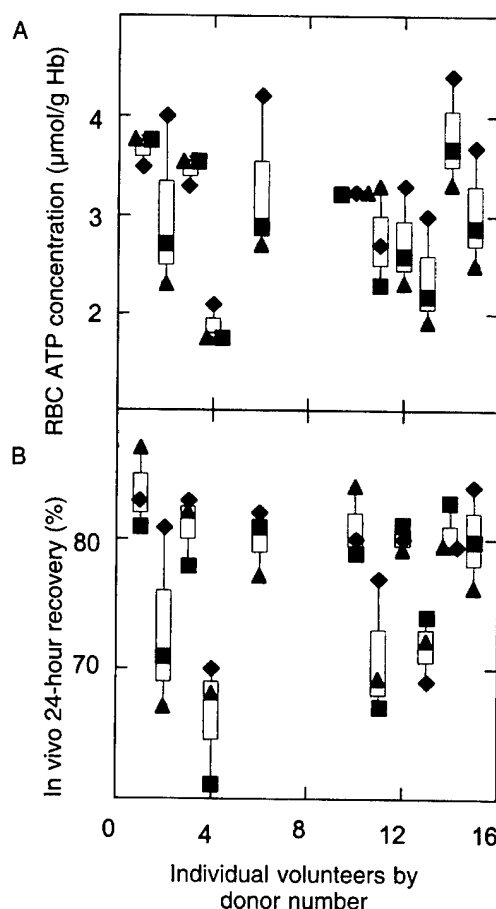 A
RBC ATP concentration (μmol/g Hb)
4
3
2
B
In vivo 24-hour recovery (%)
80
70
0 4 8 12 16
Individual volunteers by
donor number